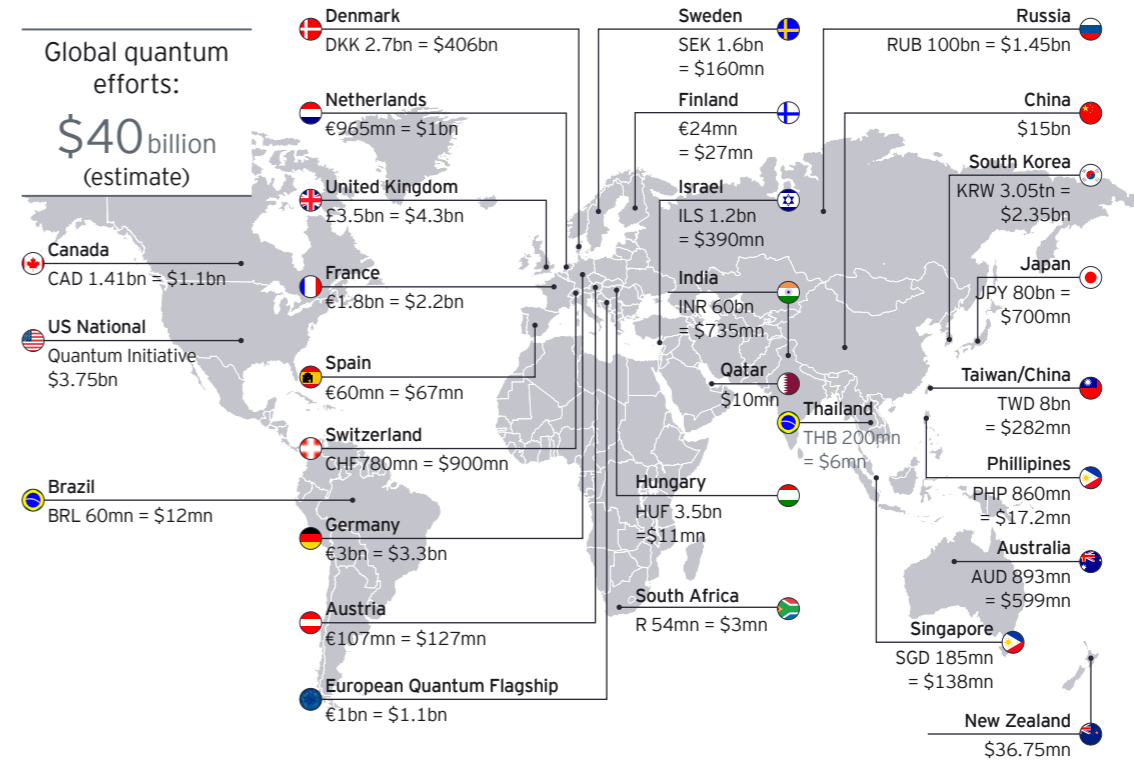 Global quantum
efforts:
$40 billion
(estimate)
Canada
CAD 1.41bn = $1.1bn
US National
Quantum Initiative
$3.75bn
Brazil
BRL 60mn = $12mn
Denmark
DKK 2.7bn = $406bn
Netherlands
€965mn = $1bn
United Kingdom
£3.5bn = $4.3bn
France
€1.8bn = $2.2bn
Spain
€60mn = $67mn
Switzerland
CHF780mn = $900mn
Germany
€3bn = $3.3bn
Austria
€107mn = $127mn
European Quantum Flagship
€1bn = $1.1bn
Sweden
SEK 1.6bn
= $160mn
Finland
€24mn
= $27mn
Israel
ILS 1.2bn
= $390mn
India
INR 60bn
= $735mn
Qatar
$10mn
Thailand
THB 200mn
= $6mn
Hungary
HUF 3.5bn
=$11mn
South Africa
R 54mn = $3mn
Russia
RUB 100bn = $1.45bn
China
$15bn
South Korea
KRW 3.05tn =
$2.35bn
Japan
JPY 80bn =
$700mn
Taiwan/China
TWD 8bn
= $282mn
Phillipines
PHP 860mn
= $17.2mn
Australia
AUD 893mn
= $599mn
Singapore
SGD 185mn
= $138mn
New Zealand
$36.75mn